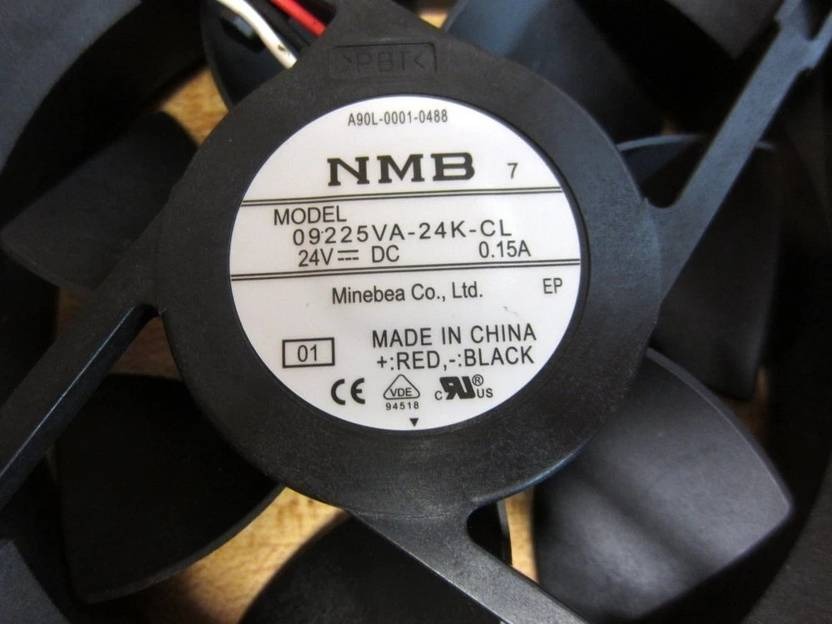 >PBT<
A90L-0001-0488
NMB 7
MODEL
09225VA-24K-CL
24V DC 0.15A
Minebea Co., Ltd. EP
MADE IN CHINA
01
+:RED,-:BLACK
CE VDE c RU ® US
94518